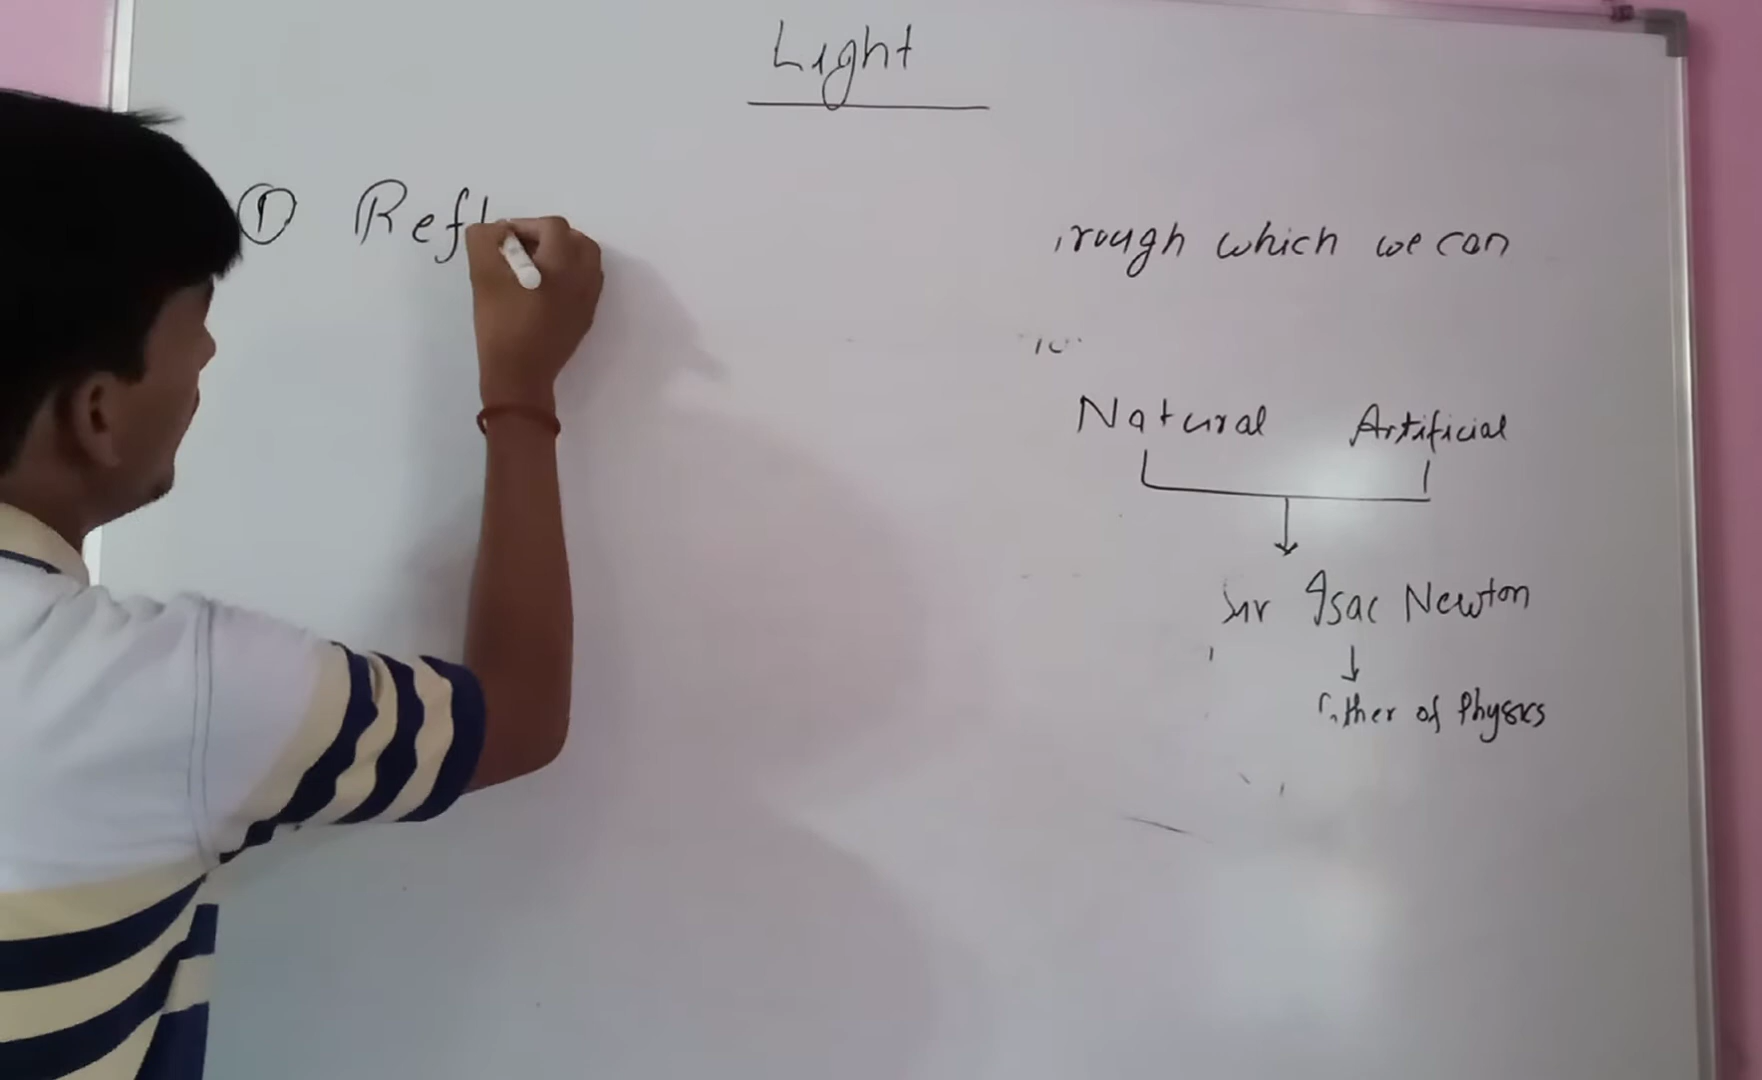 Light
① Refl
rough which we can
Natural Artificial
Sir Isac Newton
ther of Physics